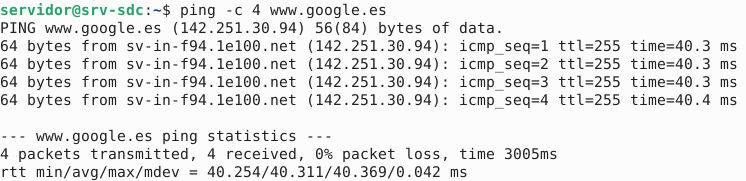 servidor@srv-sdc:~$ ping -c 4 www.google.es
PING www.google.es (142.251.30.94) 56(84) bytes of data.
64 bytes from sv-in-f94.1e100.net (142.251.30.94): icmp_seq=1 ttl=255 time=40.3 ms
64 bytes from sv-in-f94.1e100.net (142.251.30.94): icmp_seq=2 ttl=255 time=40.3 ms
64 bytes from sv-in-f94.1e100.net (142.251.30.94): icmp_seq=3 ttl=255 time=40.3 ms
64 bytes from sv-in-f94.1e100.net (142.251.30.94): icmp_seq=4 ttl=255 time=40.4 ms
--- www.google.es ping statistics ---
4 packets transmitted, 4 received, 0% packet loss, time 3005ms
rtt min/avg/max/mdev = 40.254/40.311/40.369/0.042 ms